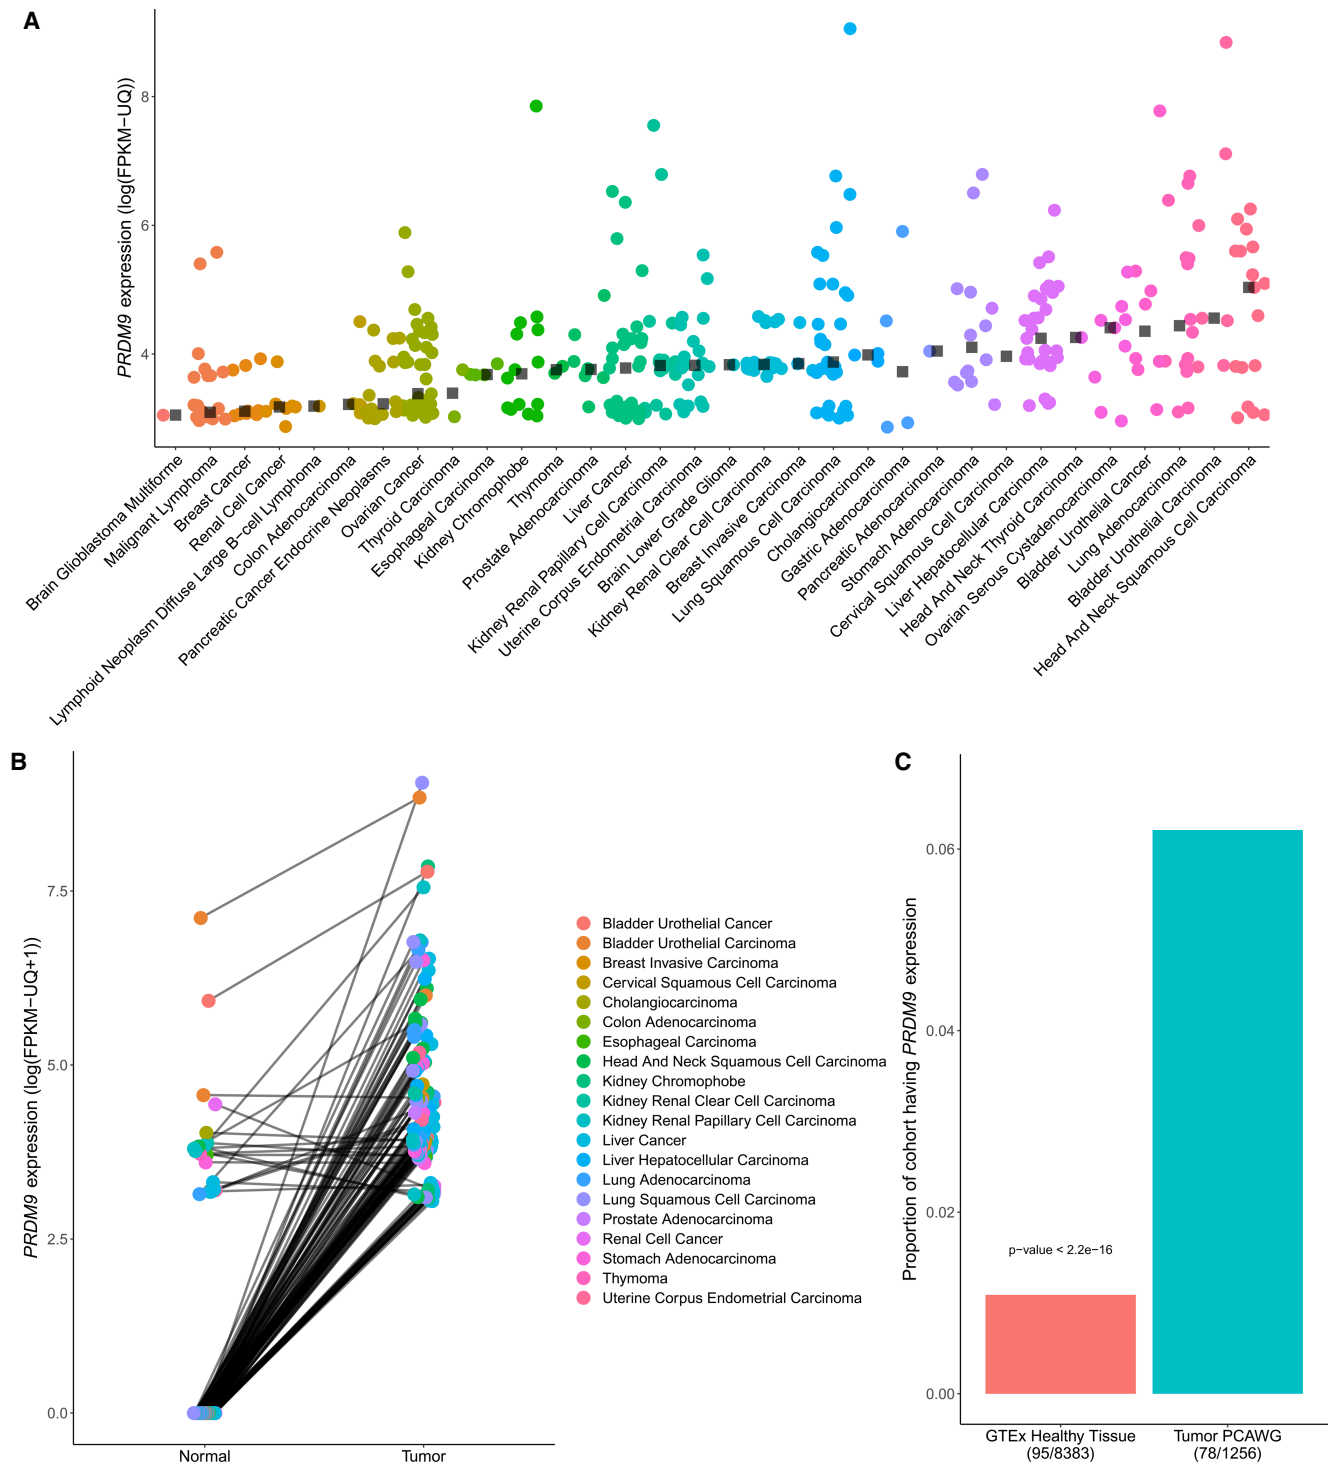 A
PRDM9 expression (log(FPKM−UQ))
8
6
4
Brain Glioblastoma Multiforme
Malignant Lymphoma
Breast Cancer
Renal Cell Cancer
Lymphoid Neoplasm Diffuse Large B−cell Lymphoma
Colon Adenocarcinoma
Pancreatic Cancer Endocrine Neoplasms
Ovarian Cancer
Thyroid Carcinoma
Esophageal Carcinoma
Kidney Chromophobe
Thymoma
Prostate Adenocarcinoma
Liver Cancer
Kidney Renal Papillary Cell Carcinoma
Uterine Corpus Endometrial Carcinoma
Brain Lower Grade Glioma
Kidney Renal Clear Cell Carcinoma
Breast Invasive Carcinoma
Lung Squamous Cell Carcinoma
Cholangiocarcinoma
Gastric Adenocarcinoma
Pancreatic Adenocarcinoma
Stomach Adenocarcinoma
Cervical Squamous Cell Carcinoma
Liver Hepatocellular Carcinoma
Head And Neck Thyroid Carcinoma
Ovarian Serous Cystadenocarcinoma
Bladder Urothelial Cancer
Lung Adenocarcinoma
Bladder Urothelial Carcinoma
Head And Neck Squamous Cell Carcinoma
B
PRDM9 expression (log(FPKM−UQ+1))
7.5
5.0
2.5
0.0
Normal
Tumor
Bladder Urothelial Cancer
Bladder Urothelial Carcinoma
Breast Invasive Carcinoma
Cervical Squamous Cell Carcinoma
Cholangiocarcinoma
Colon Adenocarcinoma
Esophageal Carcinoma
Head And Neck Squamous Cell Carcinoma
Kidney Chromophobe
Kidney Renal Clear Cell Carcinoma
Kidney Renal Papillary Cell Carcinoma
Liver Cancer
Liver Hepatocellular Carcinoma
Lung Adenocarcinoma
Lung Squamous Cell Carcinoma
Prostate Adenocarcinoma
Renal Cell Cancer
Stomach Adenocarcinoma
Thymoma
Uterine Corpus Endometrial Carcinoma
C
Proportion of cohort having PRDM9 expression
0.06
0.04
0.02
0.00
p−value < 2.2e−16
GTEx Healthy Tissue
(95/8383)
Tumor PCAWG
(78/1256)